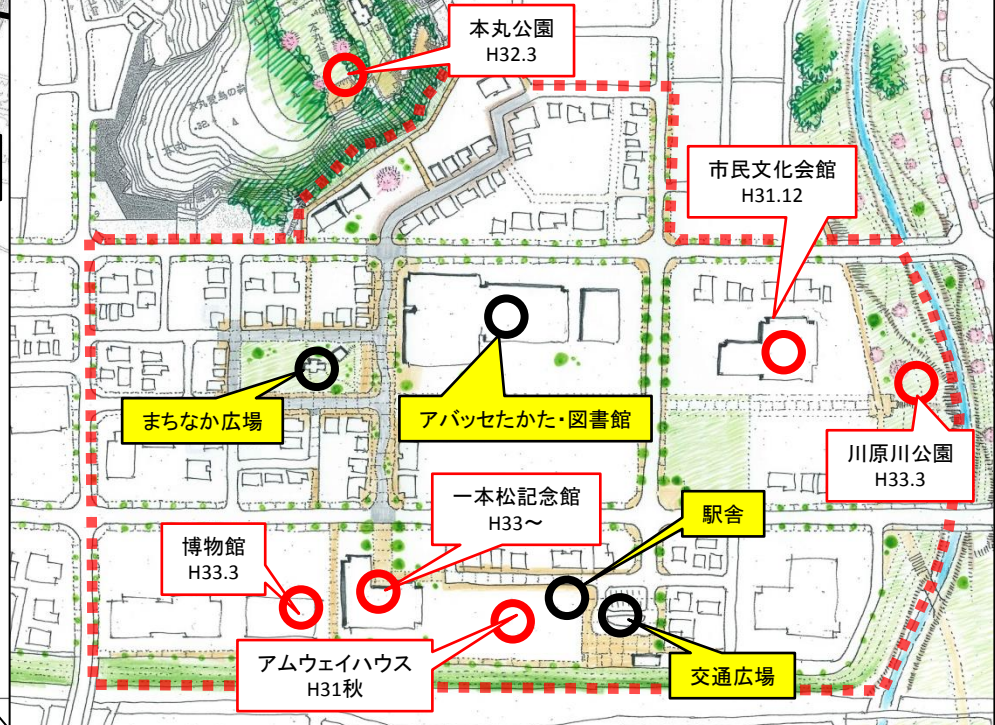 本丸公園
H32.3
市民文化会館
H31.12
まちなか広場
アバッセたかた・図書館
川原川公園
H33.3
一本松記念館
H33～
駅舎
博物館
H33.3
アムウェイハウス
H31秋
交通広場